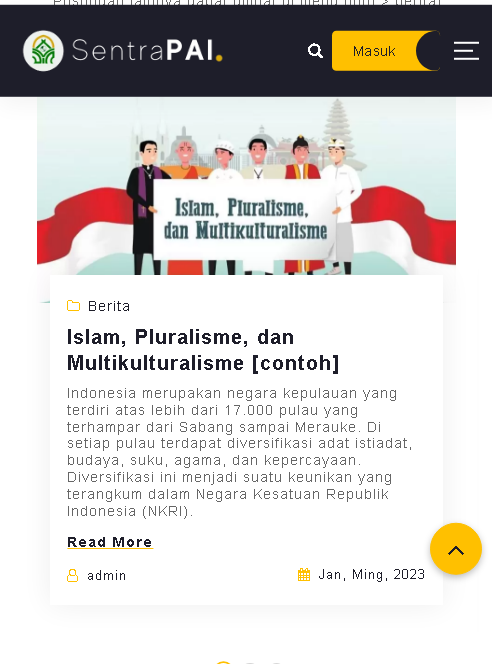 SentraPAI.
Masuk
Islam, Pluralisme,
dan Multikulturalisme
Berita
Islam, Pluralisme, dan
Multikulturalisme [contoh]
Indonesia merupakan negara kepulauan yang
terdiri atas lebih dari 17.000 pulau yang
terhampar dari Sabang sampai Merauke. Di
setiap pulau terdapat diversifikasi adat istiadat,
budaya, suku, agama, dan kepercayaan.
Diversifikasi ini menjadi suatu keunikan yang
terangkum dalam Negara Kesatuan Republik
Indonesia (NKRI).
Read More
admin
Jan, Ming, 2023